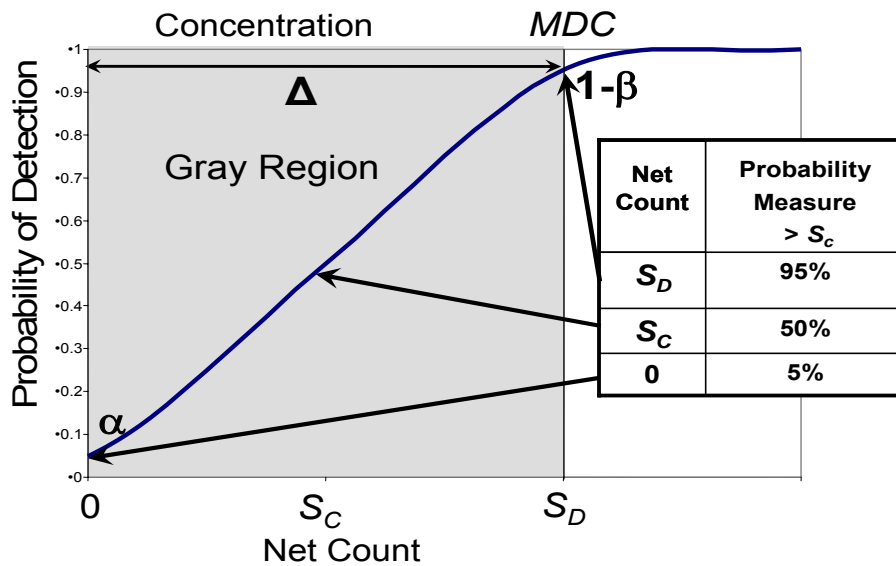 Concentration
MDC
Probability of Detection
•1
•0.9
•0.8
•0.7
•0.6
•0.5
•0.4
•0.3
•0.2
•0.1
•0
Δ
1-β
Gray Region
α
Net
Count
Probability
Measure
> Sc
SD
95%
SC
50%
0
5%
0
SC
SD
Net Count